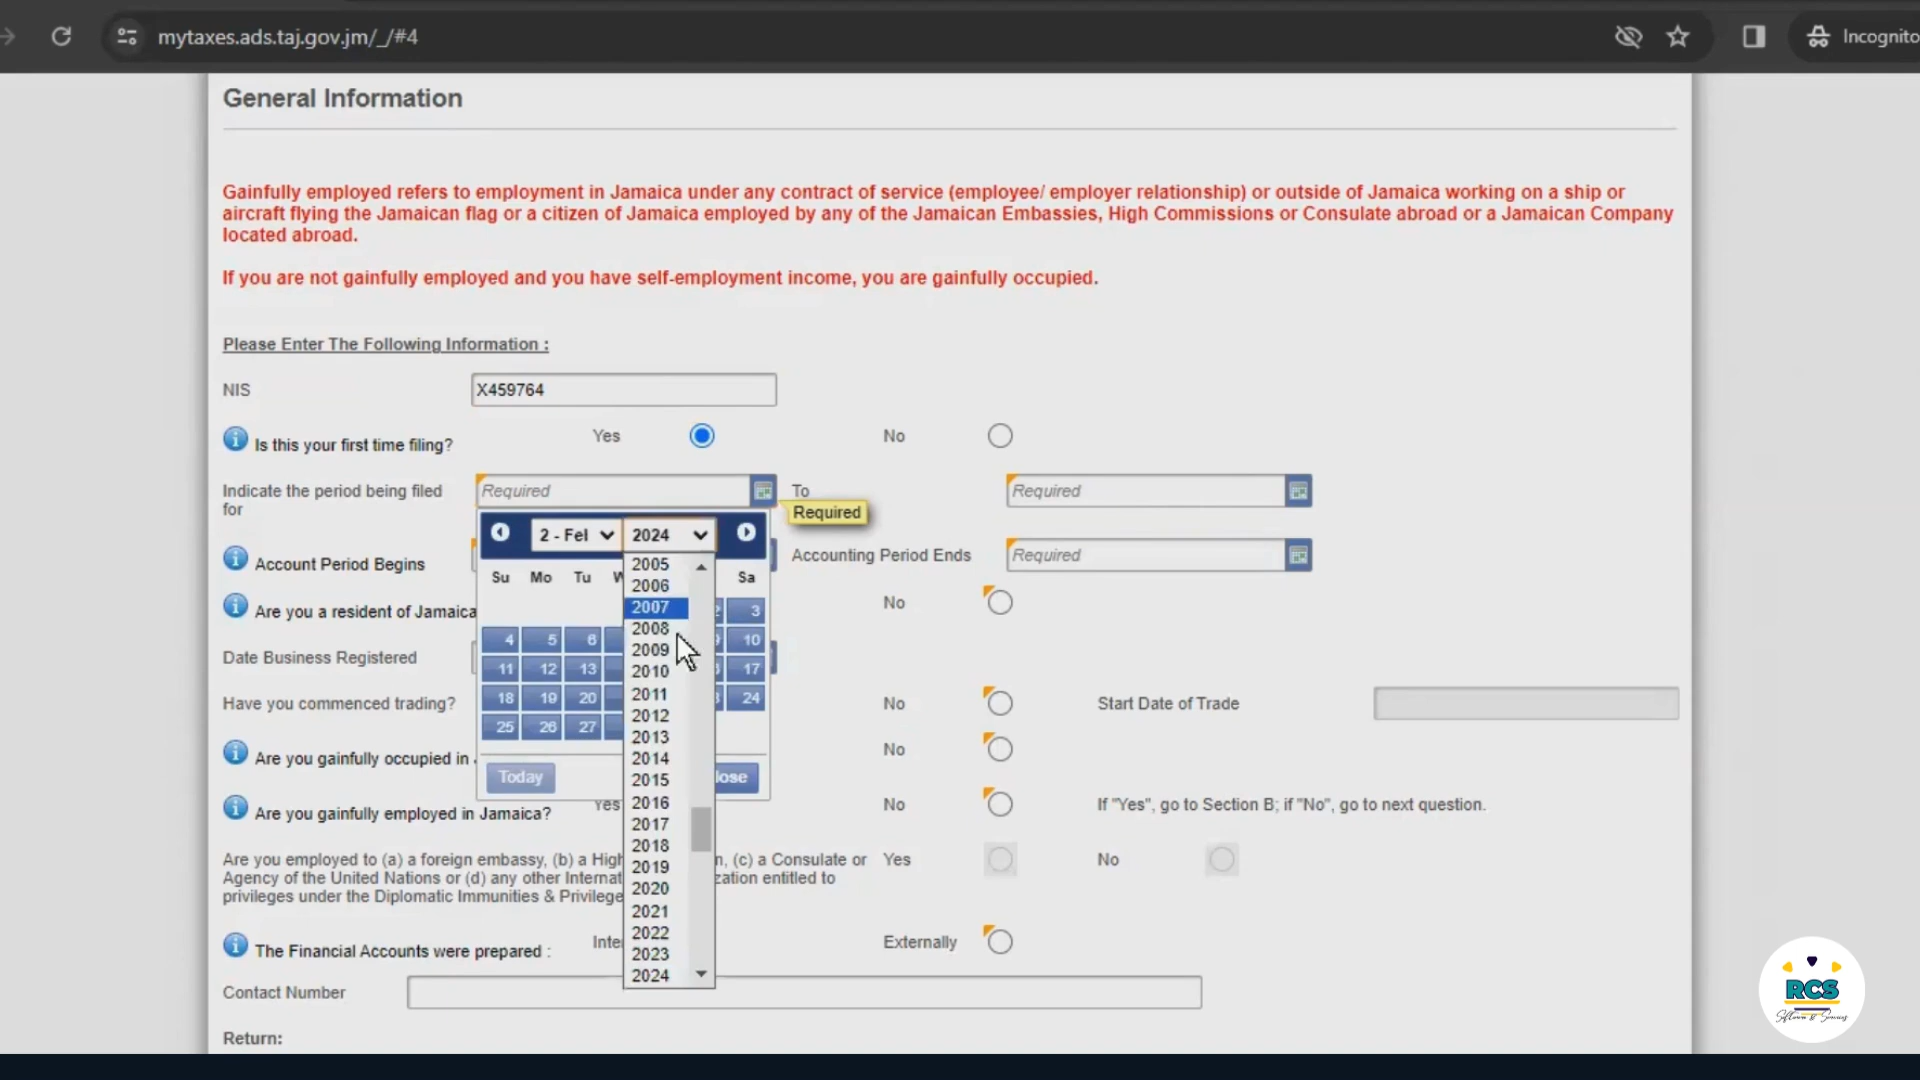 mytaxes.ads.taj.gov.jm/_/#4
Incognito
General Information
Gainfully employed refers to employment in Jamaica under any contract of service (employee/ employer relationship) or outside of Jamaica working on a ship or
aircraft flying the Jamaican flag or a citizen of Jamaica employed by any of the Jamaican Embassies, High Commissions or Consulate abroad or a Jamaican Company
located abroad.
If you are not gainfully employed and you have self-employment income, you are gainfully occupied.
Please Enter The Following Information :
NIS X459764
Is this your first time filing? Yes No
Indicate the period being filed
for
Required To Required
Required
2 - Fel 2024
Account Period Begins Accounting Period Ends Required
Su Mo Tu W Sa
2005
2006
2007
2008
2009
2010
2011
2012
2013
2014
2015
2016
2017
2018
2019
2020
2021
2022
2023
2024
2 3
4 5 6 10
11 12 13 17
18 19 20 24
25 26 27
Today lose
Are you a resident of Jamaica No
Date Business Registered
Have you commenced trading? No Start Date of Trade
Are you gainfully occupied in No
Are you gainfully employed in Jamaica? Yes No If "Yes", go to Section B; if "No", go to next question.
Are you employed to (a) a foreign embassy, (b) a High n, (c) a Consulate or Yes No
Agency of the United Nations or (d) any other Internat zation entitled to
privileges under the Diplomatic Immunities & Privilege
The Financial Accounts were prepared : Inte Externally
Contact Number
Return:
RCS
Software & Services